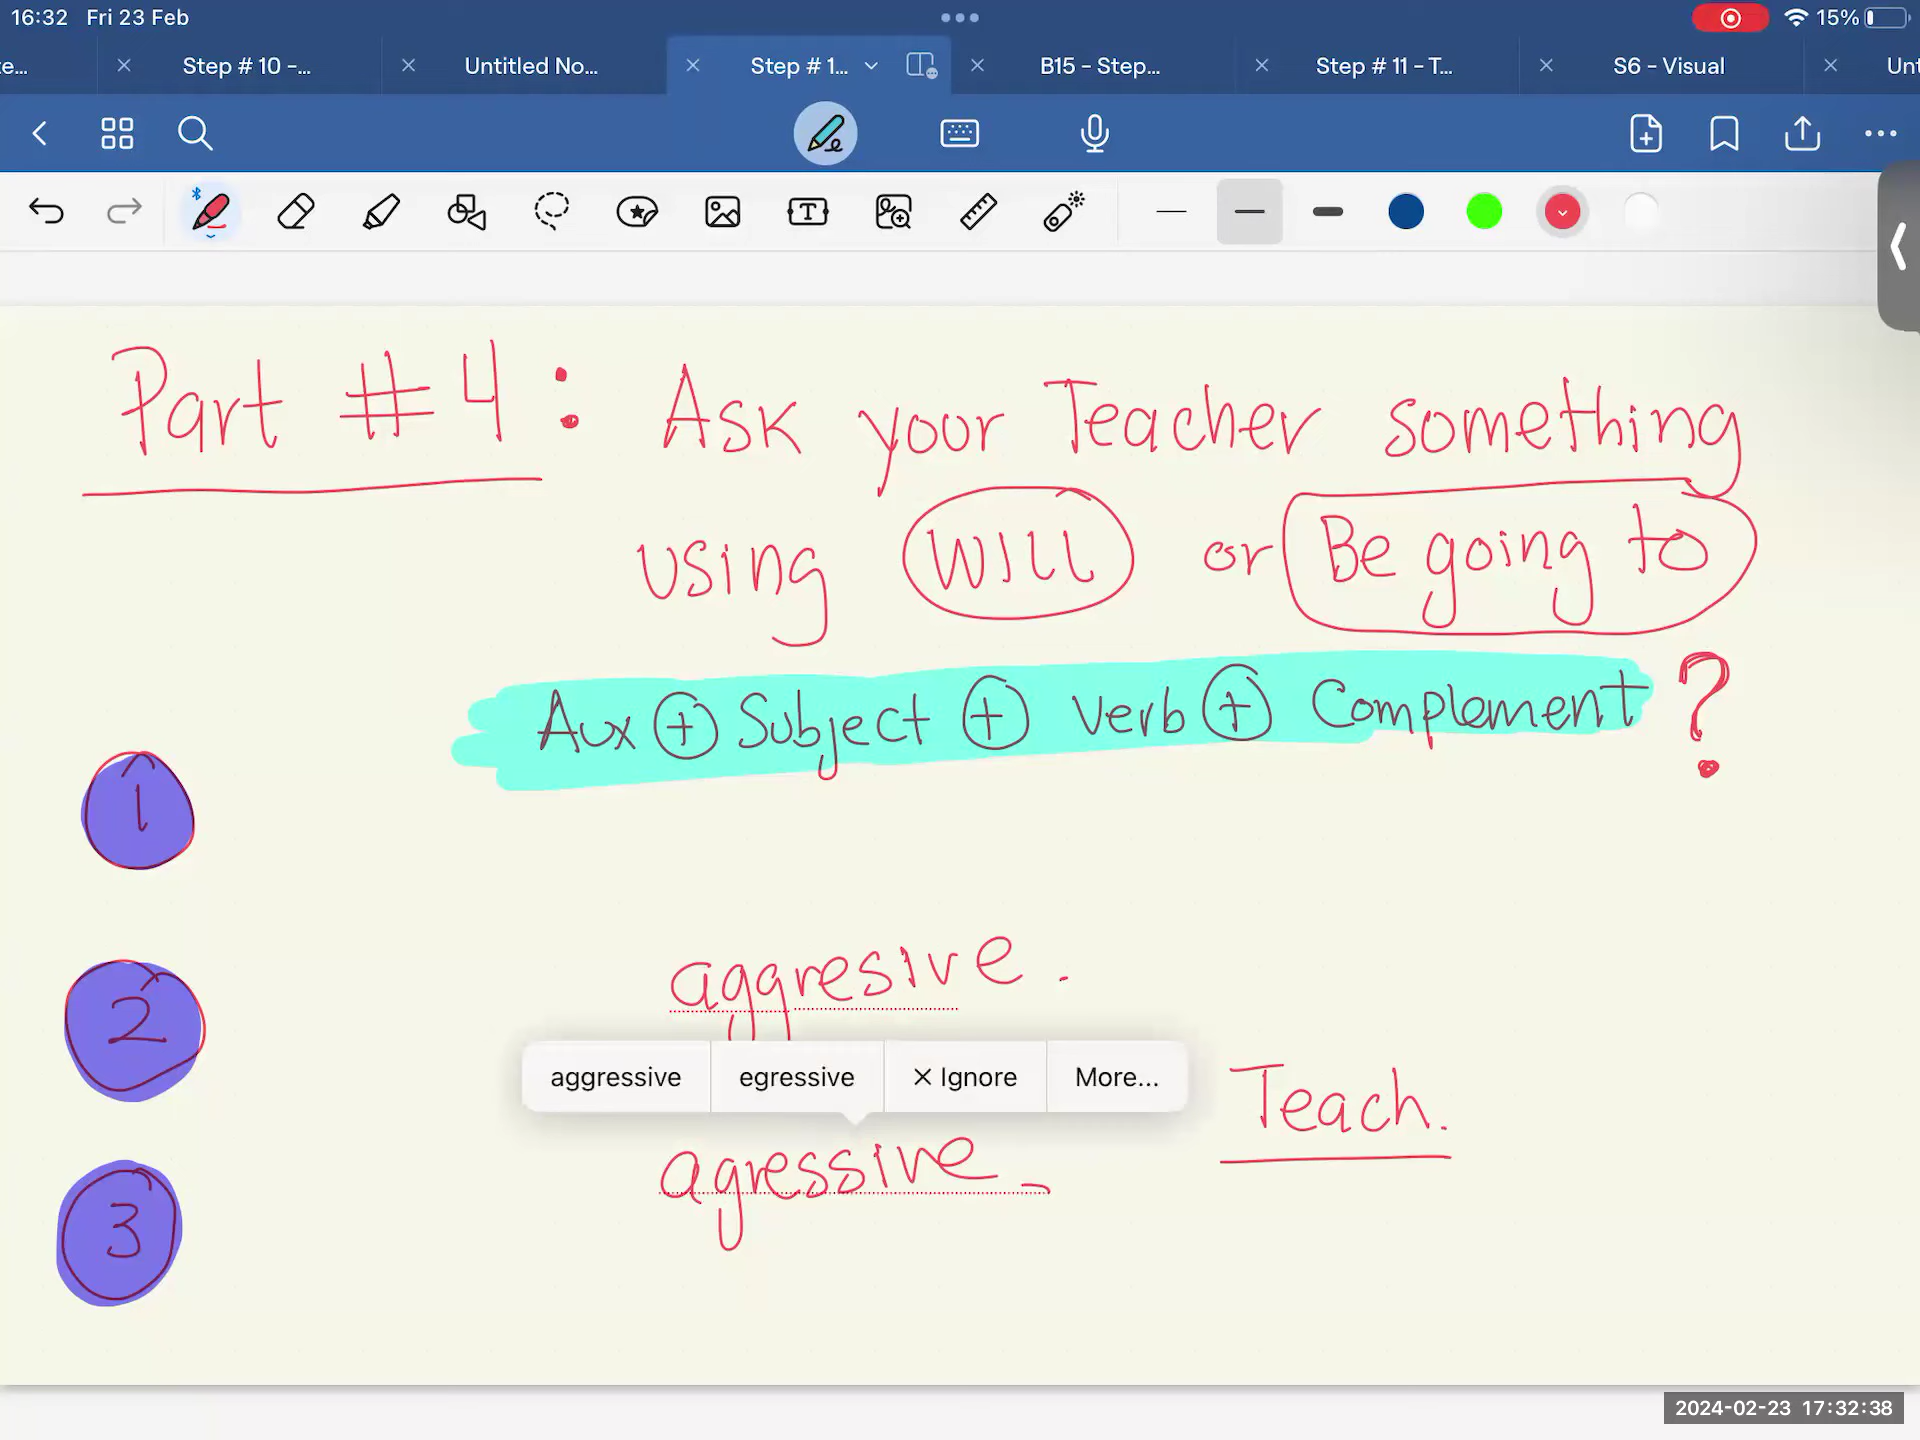 16:32 Fri 23 Feb
15%
e...
Step # 10 -...
Untitled No...
Step # 1...
B15 - Step...
Step # 11 - T...
S6 - Visual
Unt
Part # 4 : Ask your Teacher something
using WILL or Be going to
Aux + Subject + Verb + Complement ?
1
aggresive.
2
aggressive egressive × Ignore More...
Teach.
agressive
3
2024-02-23 17:32:38